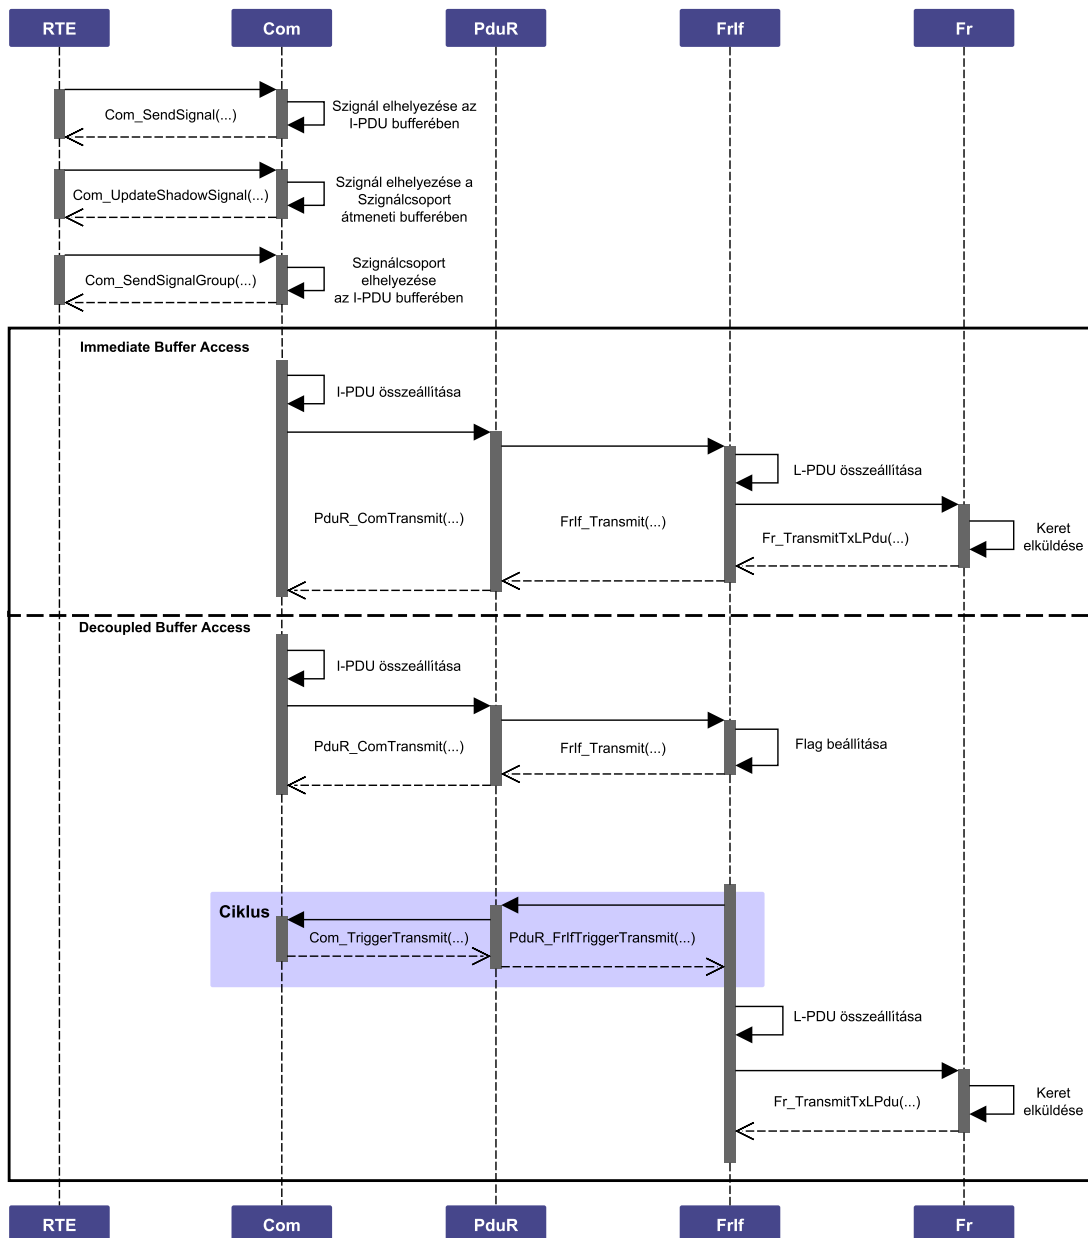 RTE
Com
PduR
FrIf
Fr
Com_SendSignal(...)
Szignál elhelyezése az
I-PDU bufferében
Com_UpdateShadowSignal(...)
Szignál elhelyezése a
Szignálcsoport
átmeneti bufferében
Com_SendSignalGroup(...)
Szignálcsoport
elhelyezése
az I-PDU bufferében
Immediate Buffer Access
I-PDU összeállítása
L-PDU összeállítása
PduR_ComTransmit(...)
FrIf_Transmit(...)
Fr_TransmitTxLPdu(...)
Keret
elküldése
Decoupled Buffer Access
I-PDU összeállítása
PduR_ComTransmit(...)
FrIf_Transmit(...)
Flag beállítása
Ciklus
Com_TriggerTransmit(...)
PduR_FrIfTriggerTransmit(...)
L-PDU összeállítása
Fr_TransmitTxLPdu(...)
Keret
elküldése
RTE
Com
PduR
FrIf
Fr